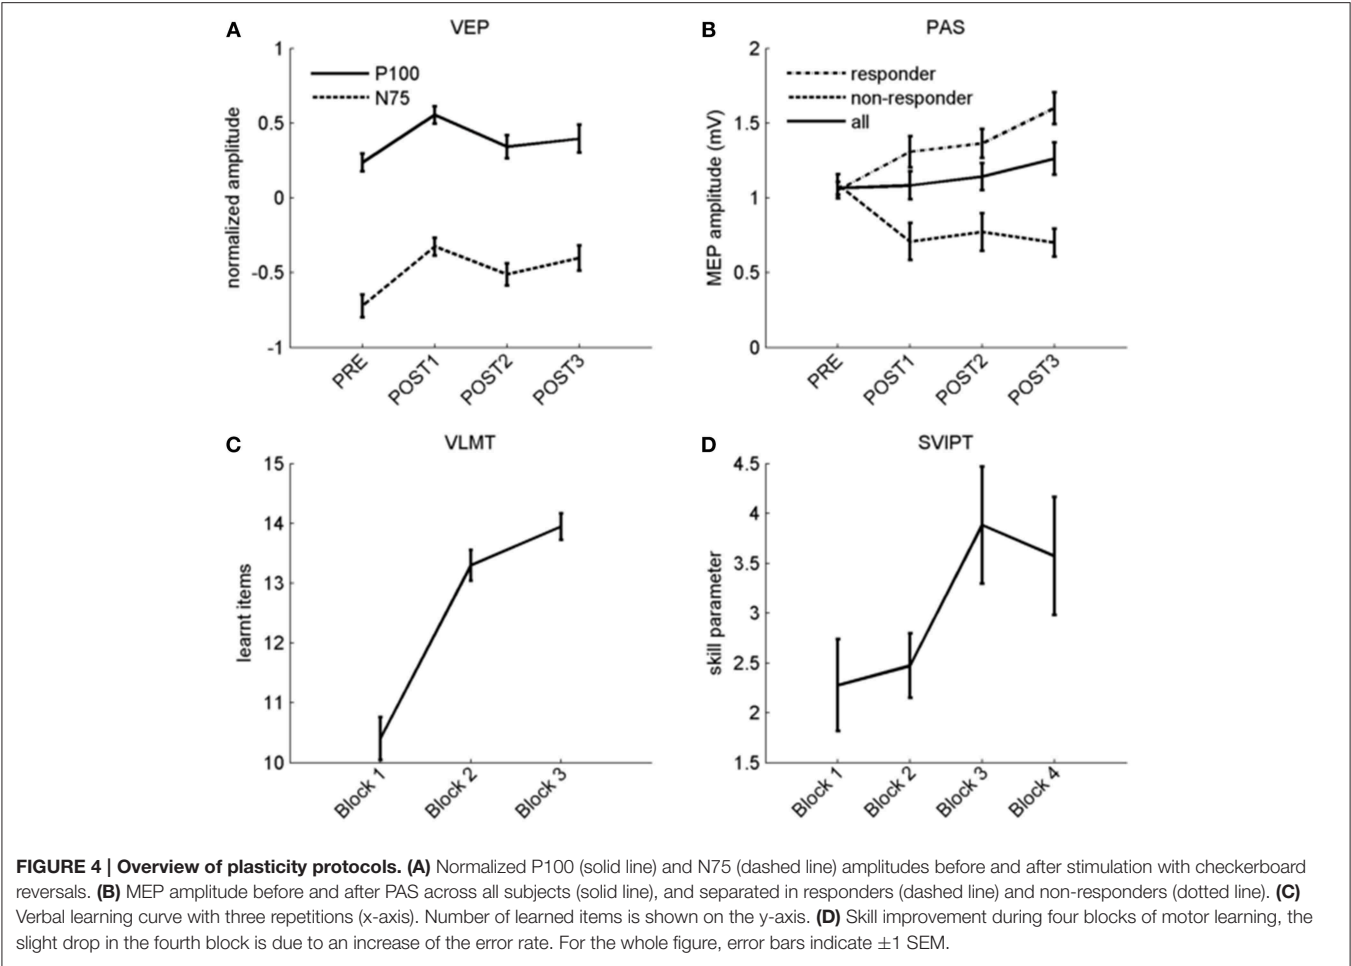 A
VEP
1
0.5
0
-0.5
-1
normalized amplitude
P100
N75
PRE
POST1
POST2
POST3
B
PAS
2
1.5
1
0.5
0
MEP amplitude (mV)
responder
non-responder
all
PRE
POST1
POST2
POST3
C
VLMT
15
14
13
12
11
10
learnt items
Block 1
Block 2
Block 3
D
SVIPT
4.5
4
3.5
3
2.5
2
1.5
skill parameter
Block 1
Block 2
Block 3
Block 4
FIGURE 4 | Overview of plasticity protocols. (A) Normalized P100 (solid line) and N75 (dashed line) amplitudes before and after stimulation with checkerboard
reversals. (B) MEP amplitude before and after PAS across all subjects (solid line), and separated in responders (dashed line) and non-responders (dotted line). (C)
Verbal learning curve with three repetitions (x-axis). Number of learned items is shown on the y-axis. (D) Skill improvement during four blocks of motor learning, the
slight drop in the fourth block is due to an increase of the error rate. For the whole figure, error bars indicate ±1 SEM.